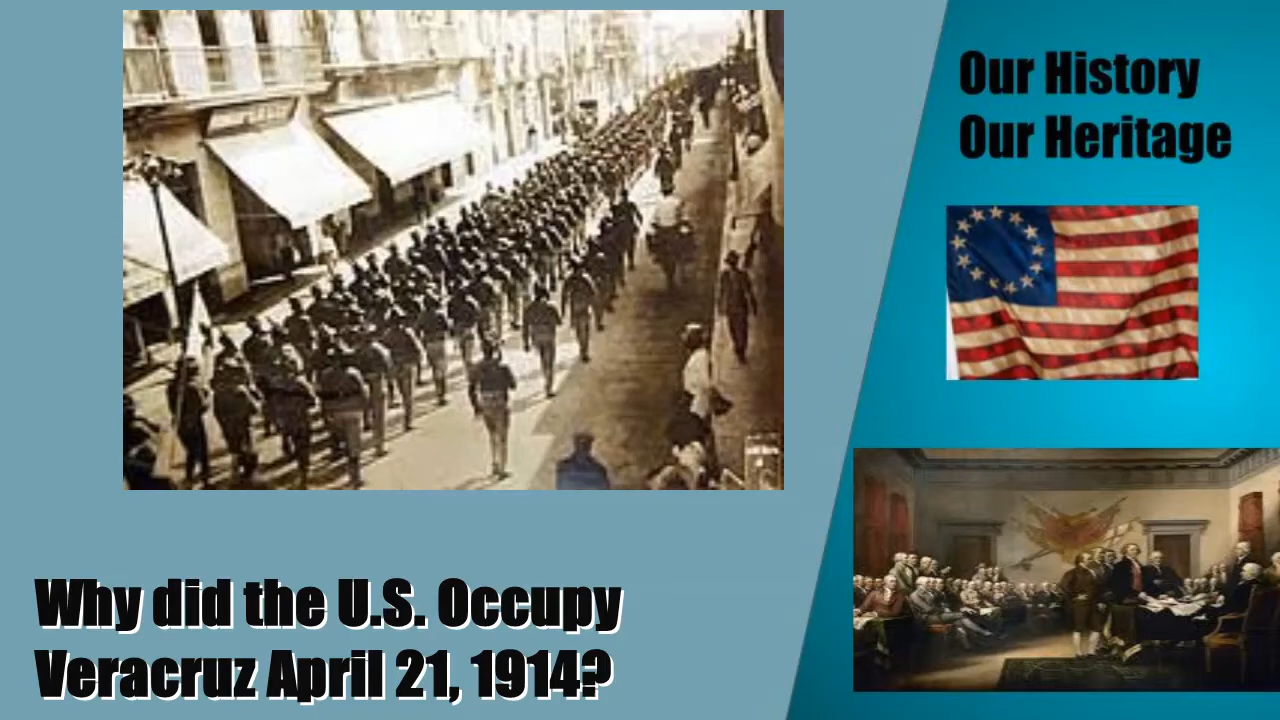 Our History
Our Heritage
Why did the U.S. Occupy
Veracruz April 21, 1914?